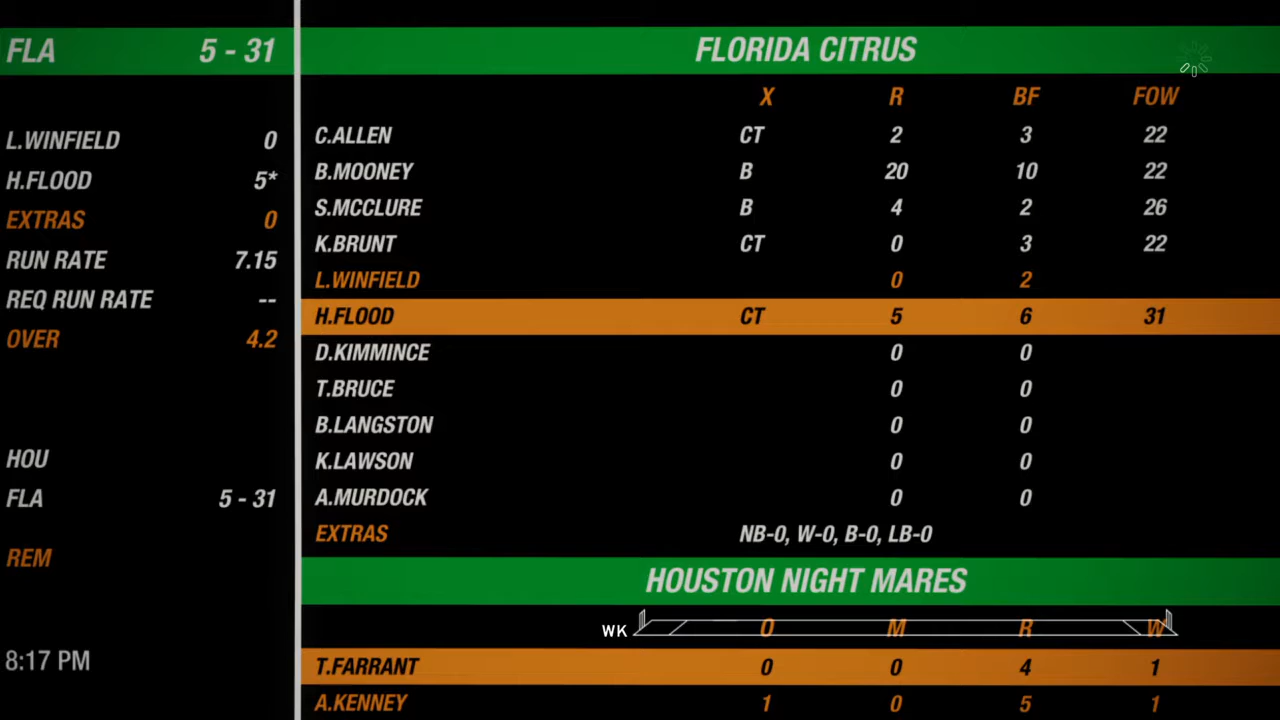 FLA 5 - 31
L.WINFIELD 0
H.FLOOD 5*
EXTRAS 0
RUN RATE 7.15
REQ RUN RATE --
OVER 4.2
HOU
FLA 5 - 31
REM
8:17 PM
FLORIDA CITRUS
X R BF FOW
C.ALLEN CT 2 3 22
B.MOONEY B 20 10 22
S.MCCLURE B 4 2 26
K.BRUNT CT 0 3 22
L.WINFIELD 0 2
H.FLOOD CT 5 6 31
D.KIMMINCE 0 0
T.BRUCE 0 0
B.LANGSTON 0 0
K.LAWSON 0 0
A.MURDOCK 0 0
EXTRAS NB-0, W-0, B-0, LB-0
HOUSTON NIGHT MARES
WK O M R W
T.FARRANT 0 0 4 1
A.KENNEY 1 0 5 1